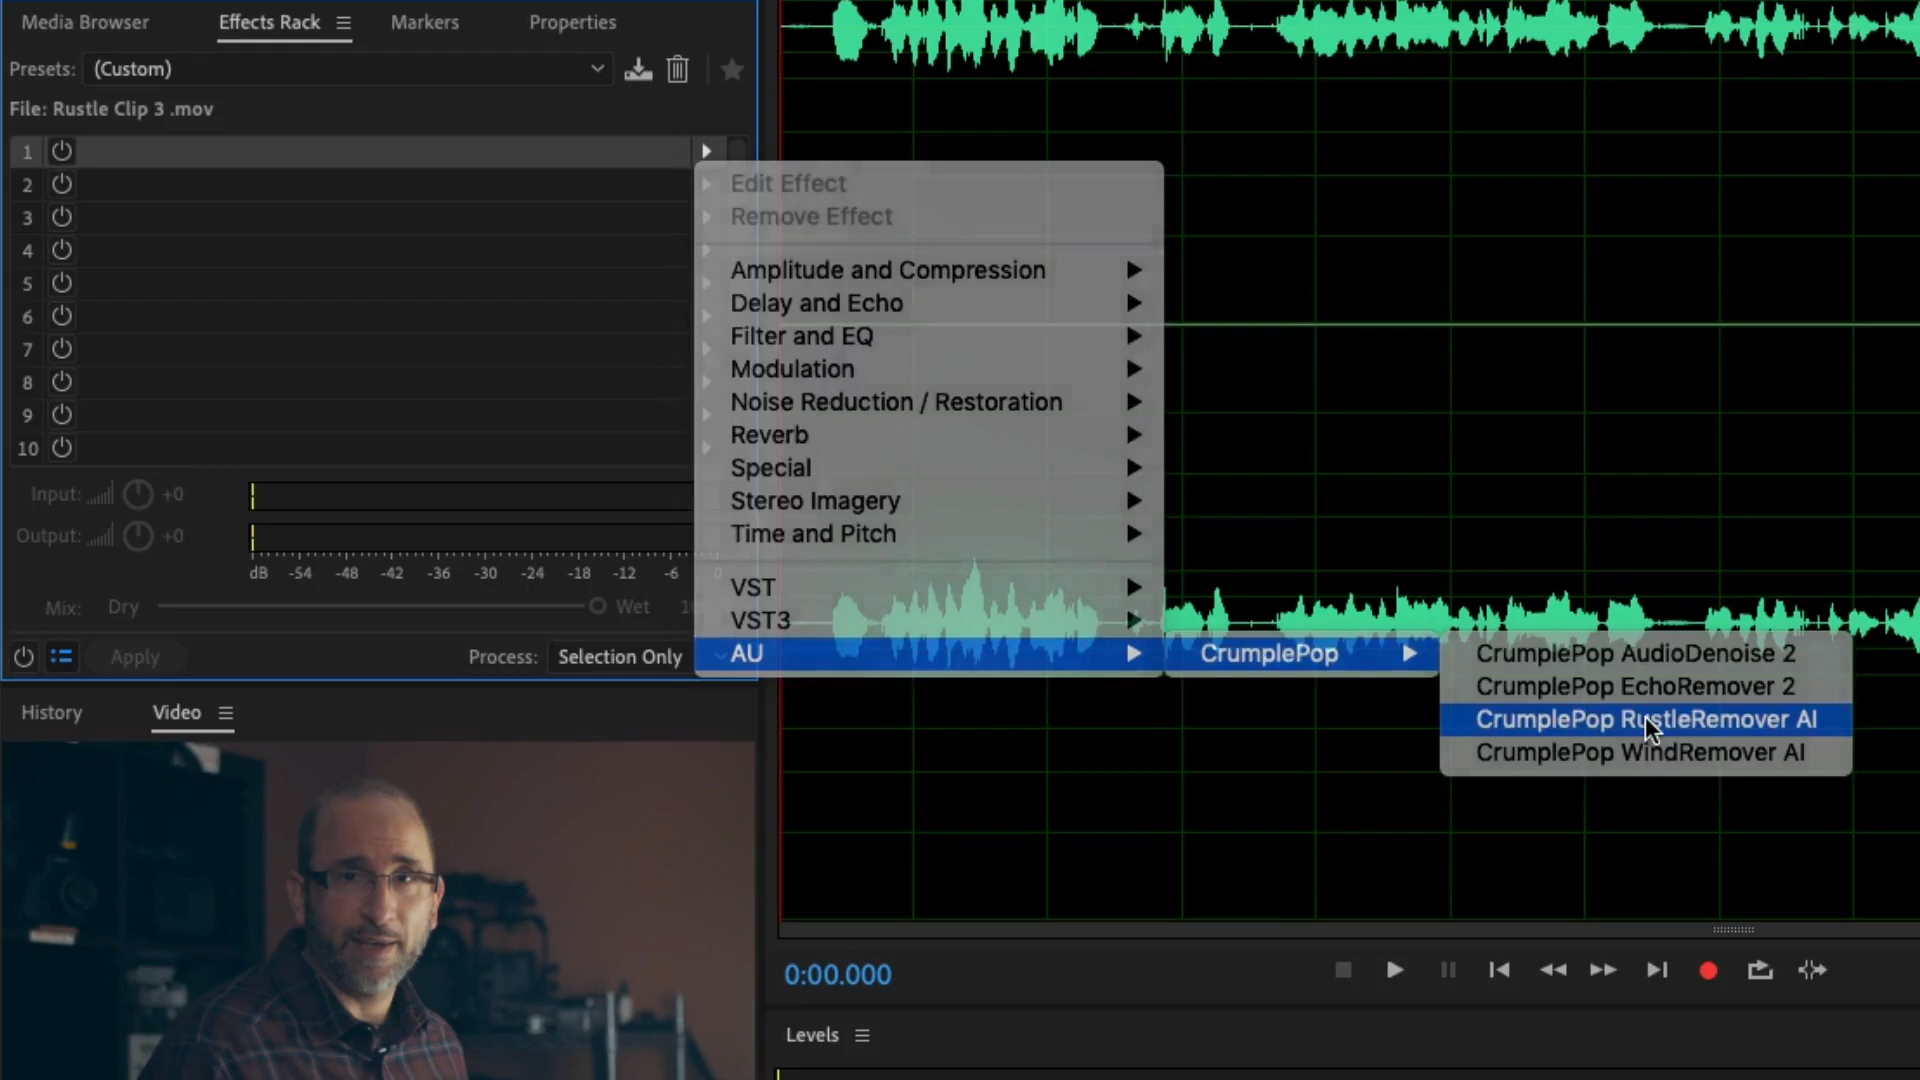 Media Browser
Effects Rack
Markers
Properties
Presets: (Custom)
File: Rustle Clip 3 .mov
1
2
3
4
5
6
7
8
9
10
Edit Effect
Remove Effect
Amplitude and Compression
Delay and Echo
Filter and EQ
Modulation
Noise Reduction / Restoration
Reverb
Special
Stereo Imagery
Time and Pitch
VST
VST3
AU
CrumplePop
CrumplePop AudioDenoise 2
CrumplePop EchoRemover 2
CrumplePop RustleRemover AI
CrumplePop WindRemover AI
Input: +0
Output: +0
dB -54 -48 -42 -36 -30 -24 -18 -12 -6 0
Mix: Dry Wet
Apply
Process: Selection Only
History
Video
0:00.000
Levels